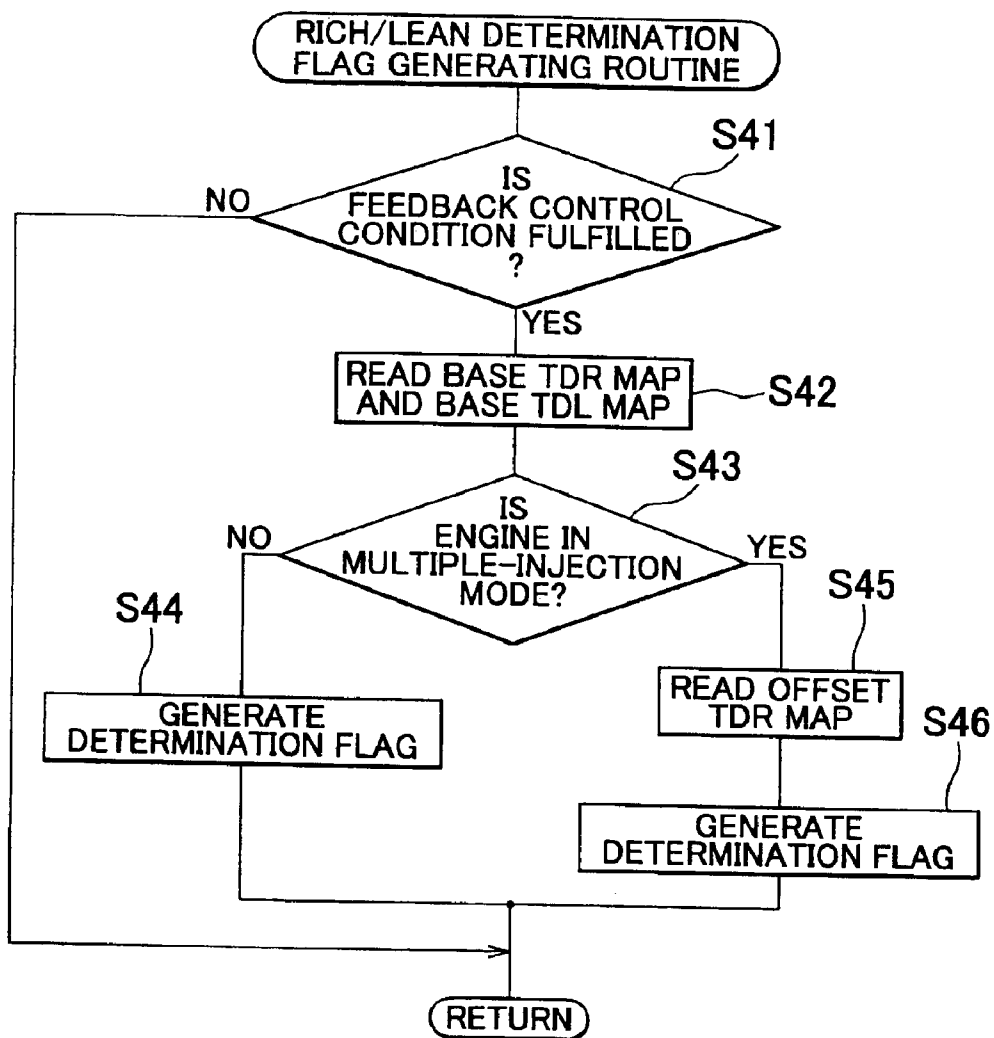 RICH/LEAN DETERMINATION
FLAG GENERATING ROUTINE
S41
IS
FEEDBACK CONTROL
CONDITION FULFILLED
?
NO
YES
READ BASE TDR MAP
AND BASE TDL MAP
S42
S43
IS
ENGINE IN
MULTIPLE-INJECTION
MODE?
NO
YES
S44
GENERATE
DETERMINATION FLAG
S45
READ OFFSET
TDR MAP
S46
GENERATE
DETERMINATION FLAG
RETURN